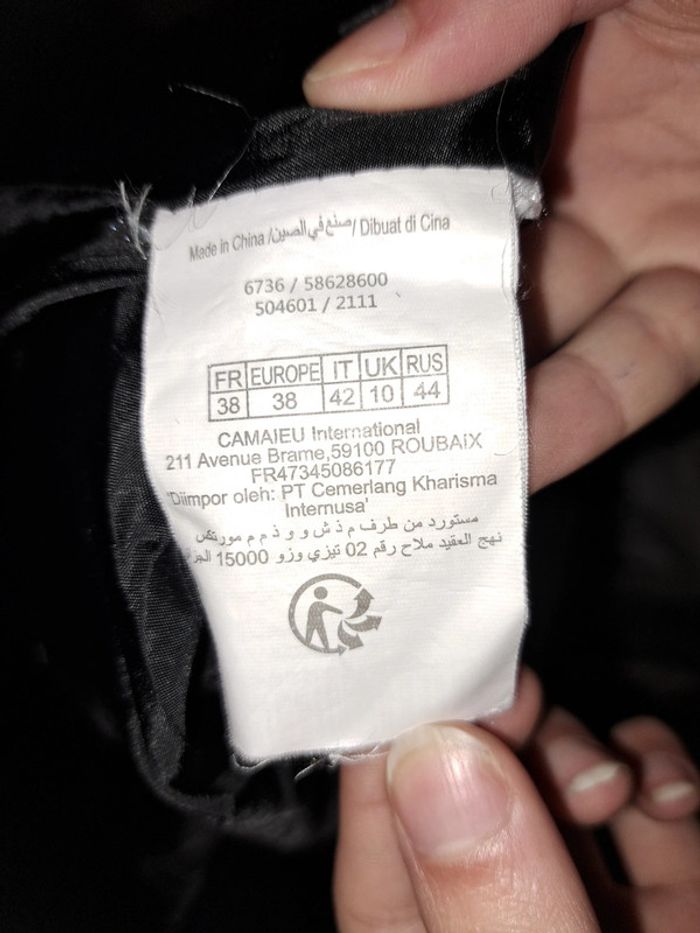 Made in China /صنع في الصين/ Dibuat di Cina
6736 / 58628600
504601 / 2111
FR EUROPE IT UK RUS
38 38 42 10 44
CAMAIEU International
211 Avenue Brame,59100 ROUBAIX
FR47345086177
'Diimpor oleh: PT Cemerlang Kharisma
Internusa'
مستورد من طرف م ذ ش و و ذ م م مورتكس
نهج العقيد ملاح رقم 02 تيزي وزو 15000